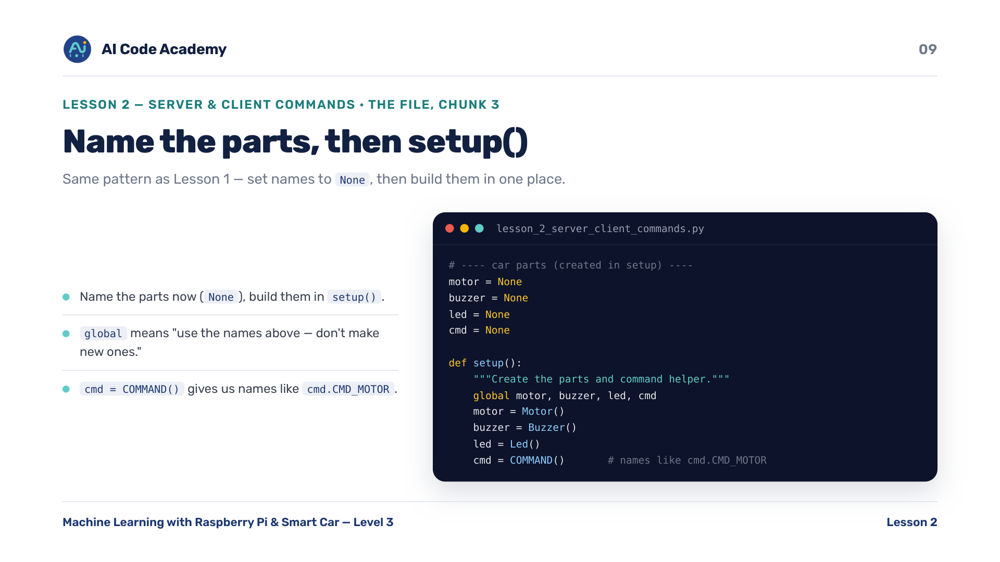 AI Code Academy
09
LESSON 2 — SERVER & CLIENT COMMANDS • THE FILE, CHUNK 3
Name the parts, then setup()
Same pattern as Lesson 1 — set names to None, then build them in one place.
Name the parts now (None), build them in setup().
global means "use the names above — don't make
new ones."
cmd = COMMAND() gives us names like cmd.CMD_MOTOR.
lesson_2_server_client_commands.py
# ---- car parts (created in setup) ----
motor = None
buzzer = None
led = None
cmd = None

def setup():
    """Create the parts and command helper."""
    global motor, buzzer, led, cmd
    motor = Motor()
    buzzer = Buzzer()
    led = Led()
    cmd = COMMAND()       # names like cmd.CMD_MOTOR
Machine Learning with Raspberry Pi & Smart Car — Level 3
Lesson 2